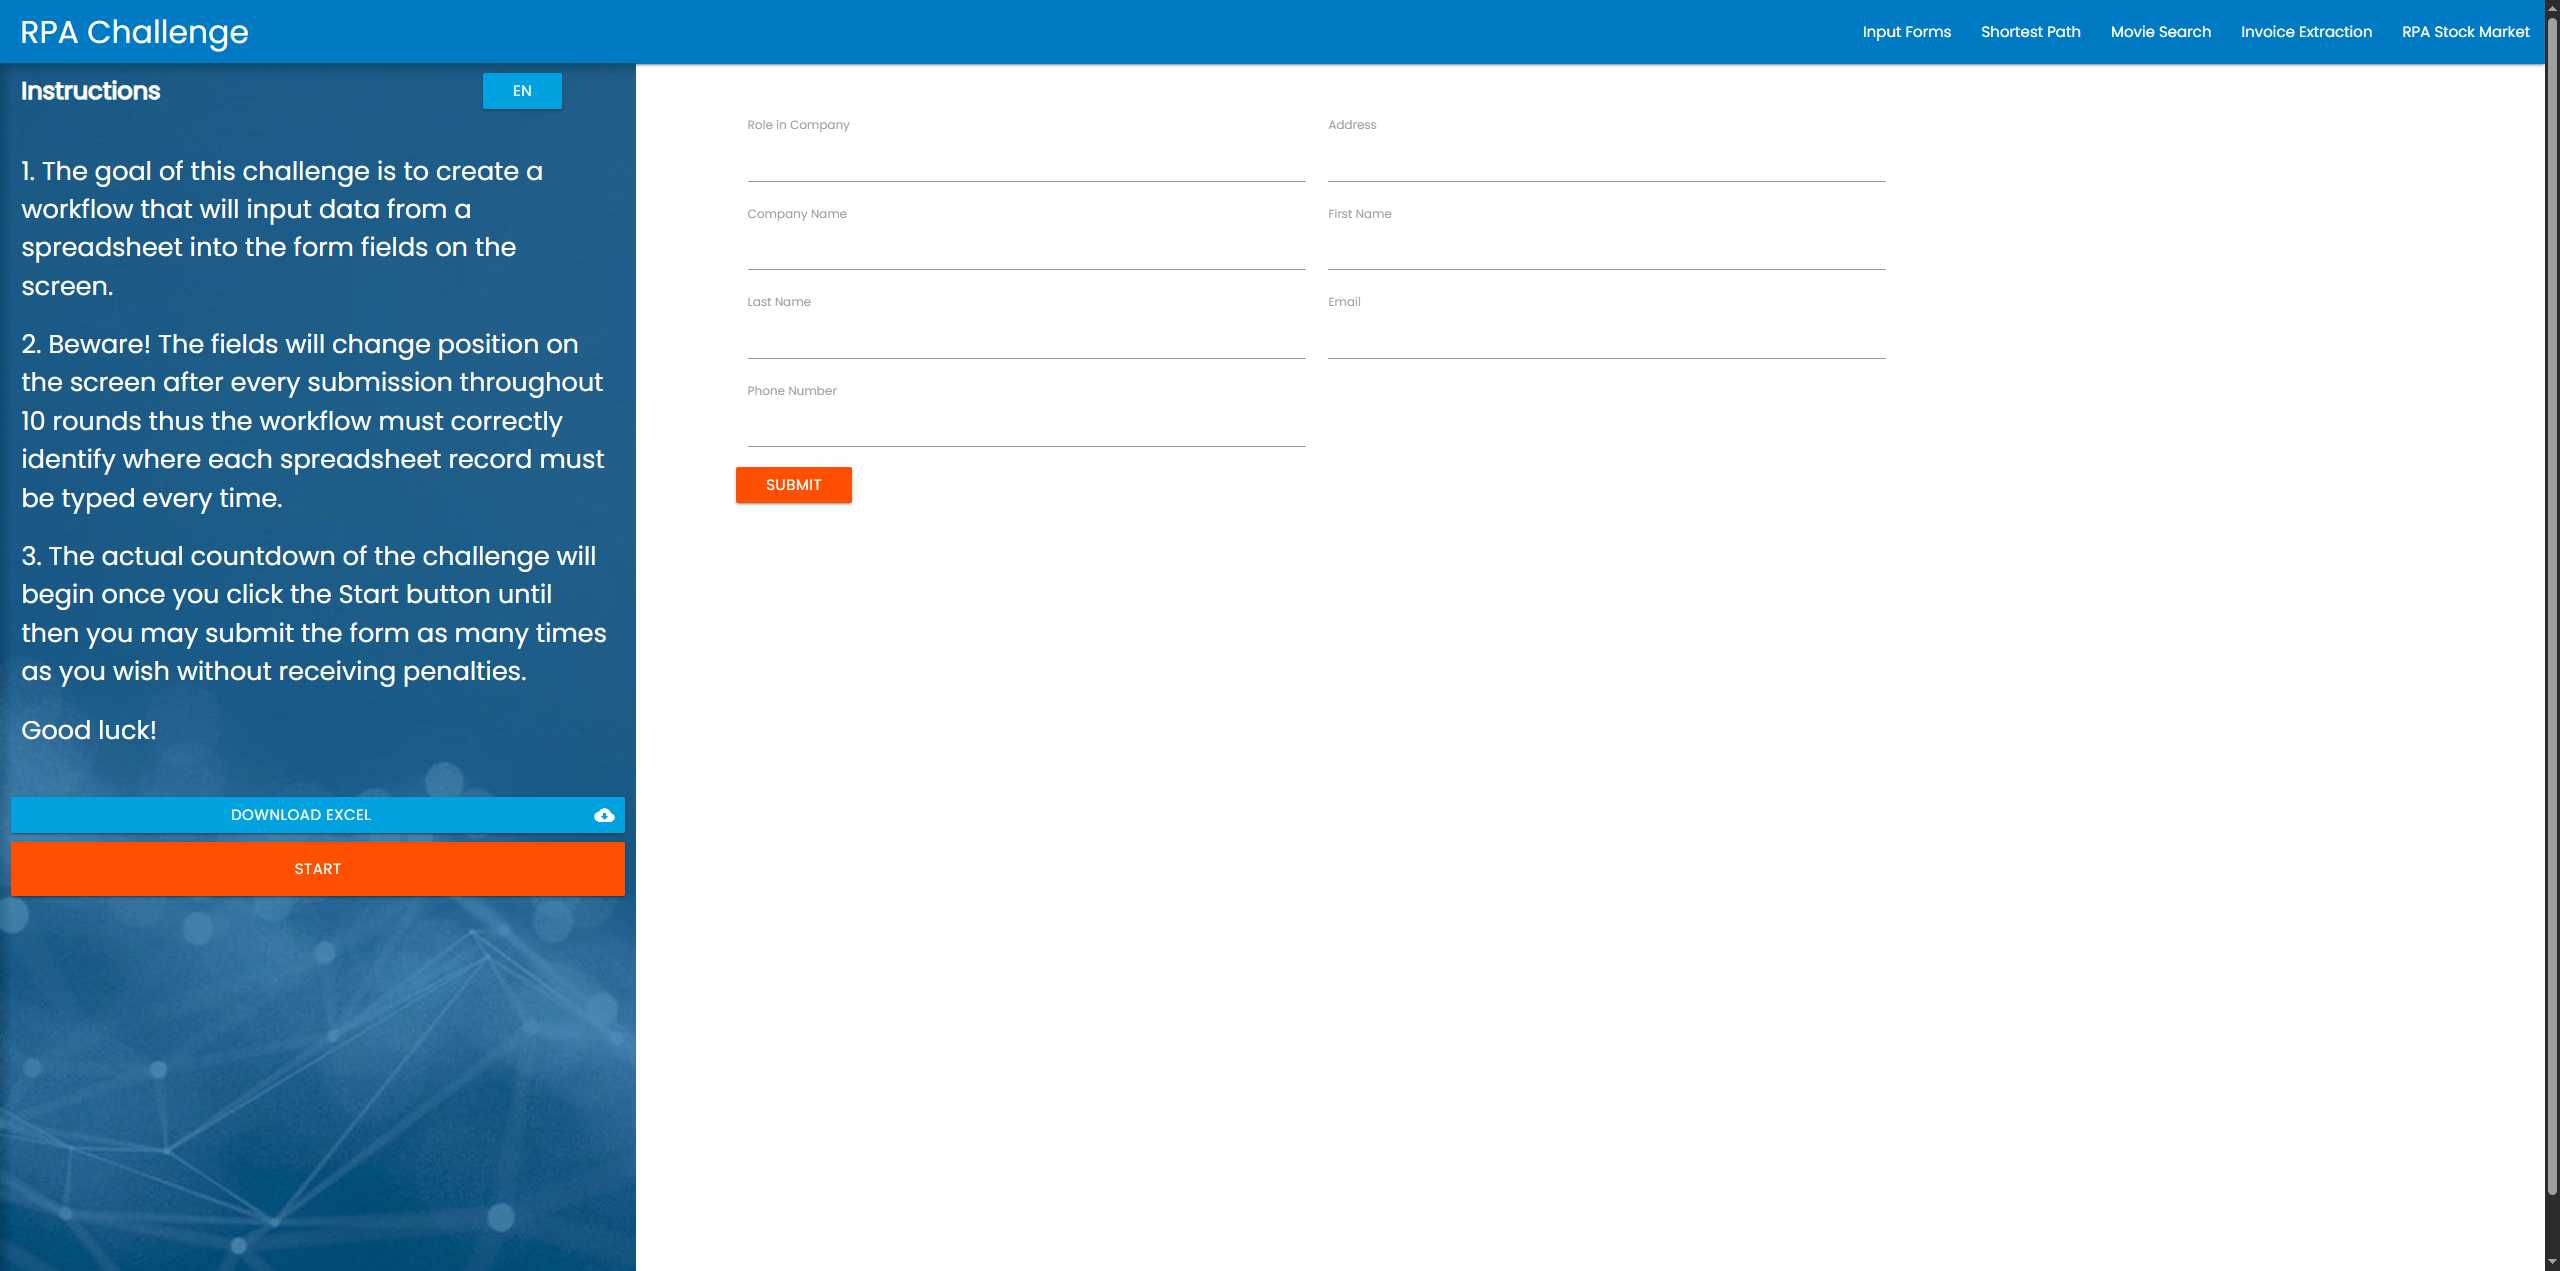 RPA Challenge
Input Forms
Shortest Path
Movie Search
Invoice Extraction
RPA Stock Market
Instructions
EN
1. The goal of this challenge is to create a
workflow that will input data from a
spreadsheet into the form fields on the
screen.
2. Beware! The fields will change position on
the screen after every submission throughout
10 rounds thus the workflow must correctly
identify where each spreadsheet record must
be typed every time.
3. The actual countdown of the challenge will
begin once you click the Start button until
then you may submit the form as many times
as you wish without receiving penalties.
Good luck!
DOWNLOAD EXCEL
START
Role in Company
Address
Company Name
First Name
Last Name
Email
Phone Number
SUBMIT